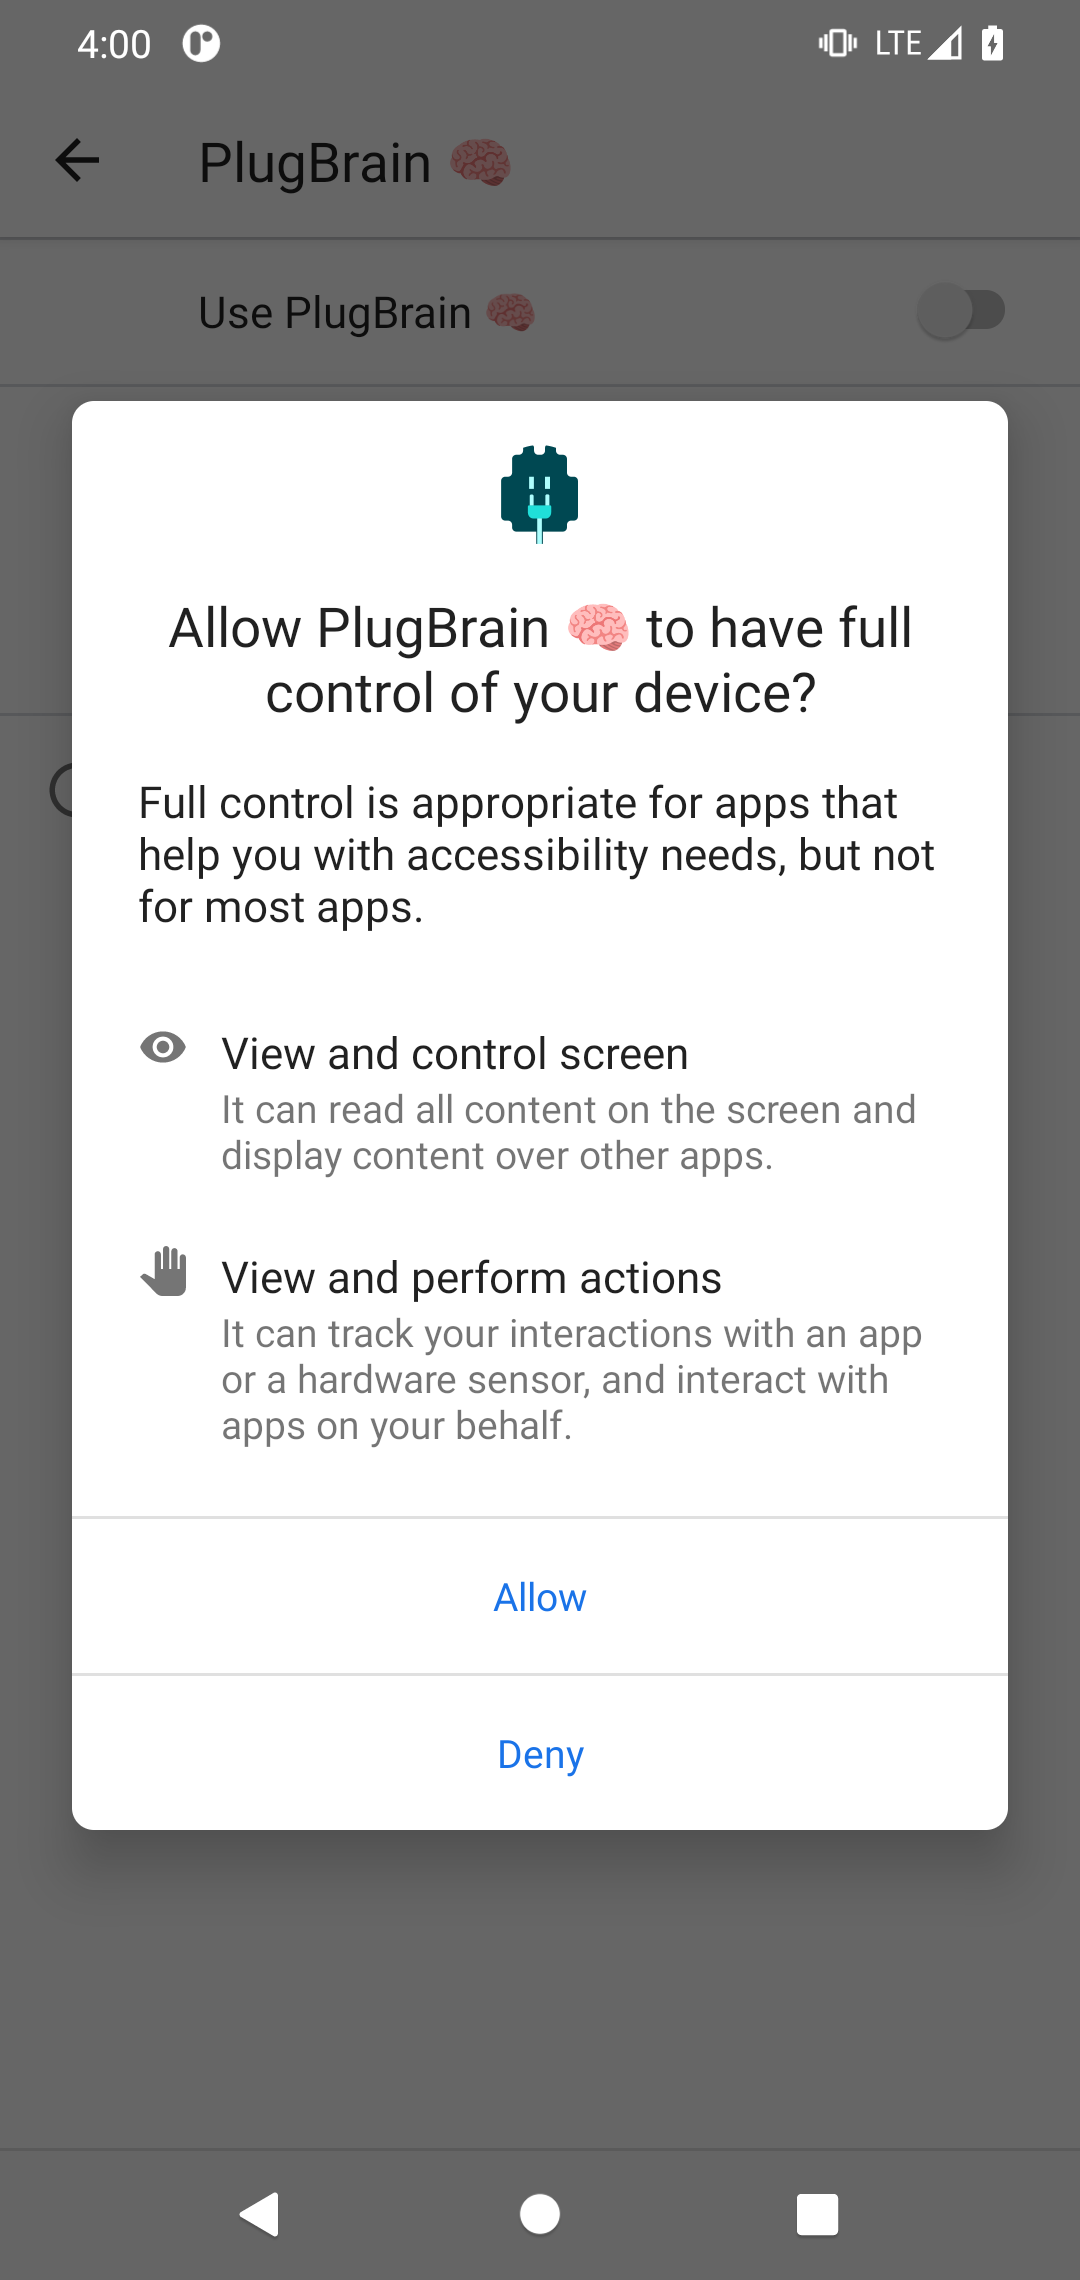 4:00
LTE
PlugBrain 🧠
Use PlugBrain 🧠
Allow PlugBrain 🧠 to have full
control of your device?
Full control is appropriate for apps that
help you with accessibility needs, but not
for most apps.
View and control screen
It can read all content on the screen and
display content over other apps.
View and perform actions
It can track your interactions with an app
or a hardware sensor, and interact with
apps on your behalf.
Allow
Deny